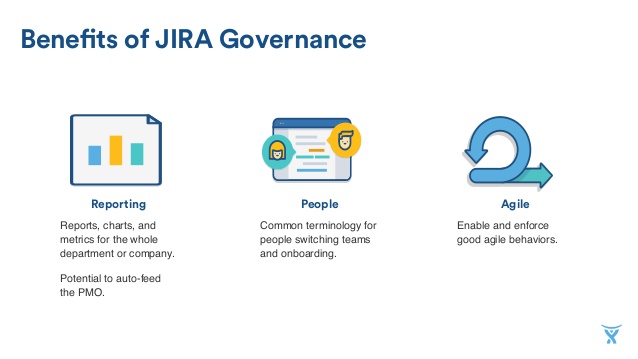 Benefits of JIRA Governance
Reporting
Reports, charts, and
metrics for the whole
department or company.
Potential to auto-feed
the PMO.
People
Common terminology for
people switching teams
and onboarding.
Agile
Enable and enforce
good agile behaviors.